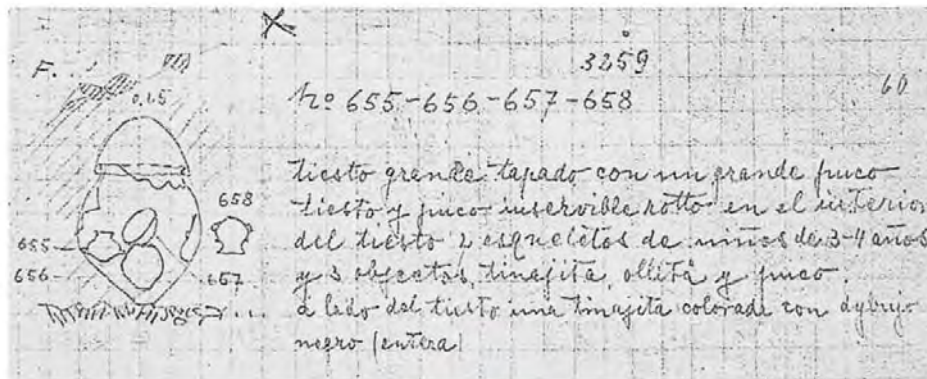 3259
60
F...
0,65
nº 655-656-657-658
tiesto grande tapado con un grande puco
tiesto y puco inservible rotto en el interior
del tiesto 2 esqueletos de niños de 3-4 años
y 3 objectos, tinajita, ollita y puco.
a lado del tiesto una tinajita colorada con dybujo
negro (entera)
658
655
656
657